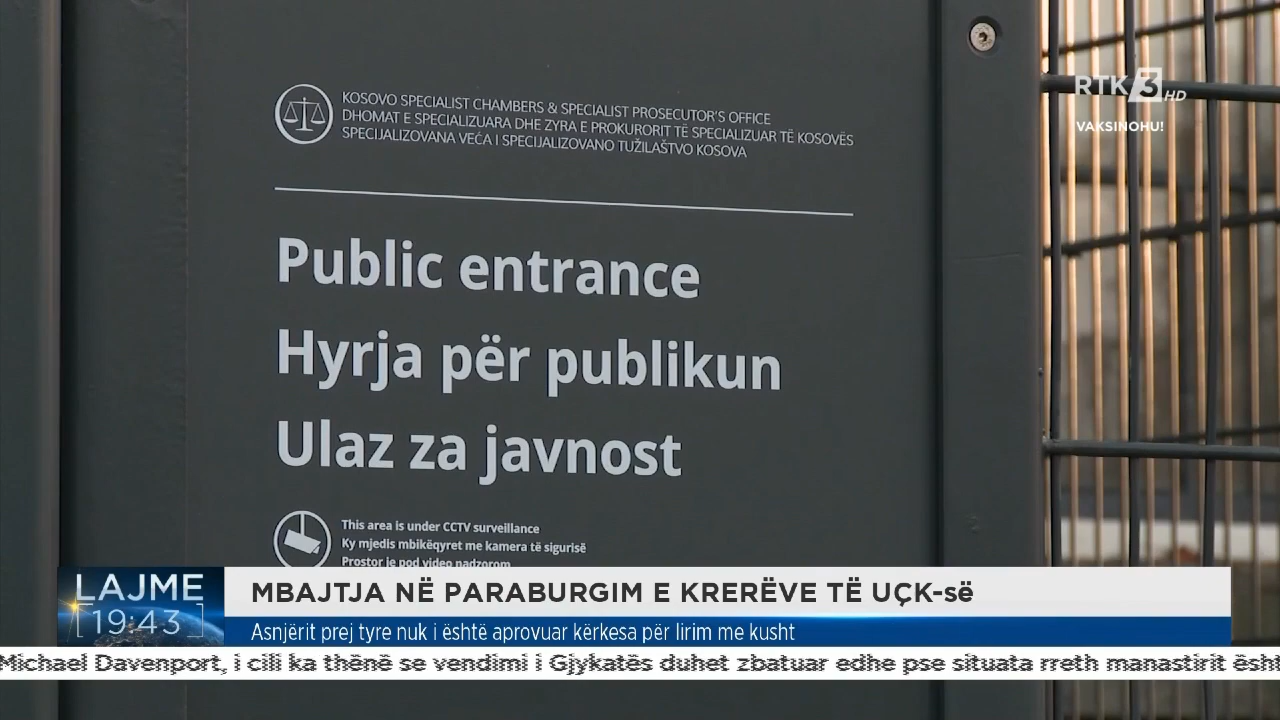 KOSOVO SPECIALIST CHAMBERS & SPECIALIST PROSECUTOR'S OFFICE
DHOMAT E SPECIALIZUARA DHE ZYRA E PROKURORIT TË SPECIALIZUAR TË KOSOVËS
SPECIJALIZOVANA VEĆA I SPECIJALIZOVANO TUŽILAŠTVO KOSOVA
RTK 3 HD
VAKSINOHU!
Public entrance
Hyrja për publikun
Ulaz za javnost
This area is under CCTV surveillance
Ky mjedis mbikëqyret me kamera të sigurisë
Prostor je pod video nadzorom
LAJME
19:43
MBAJTJA NË PARABURGIM E KRERËVE TË UÇK-së
Asnjërit prej tyre nuk i është aprovuar kërkesa për lirim me kusht
Michael Davenport, i cili ka thënë se vendimi i Gjykatës duhet zbatuar edhe pse situata rreth manastirit ësht